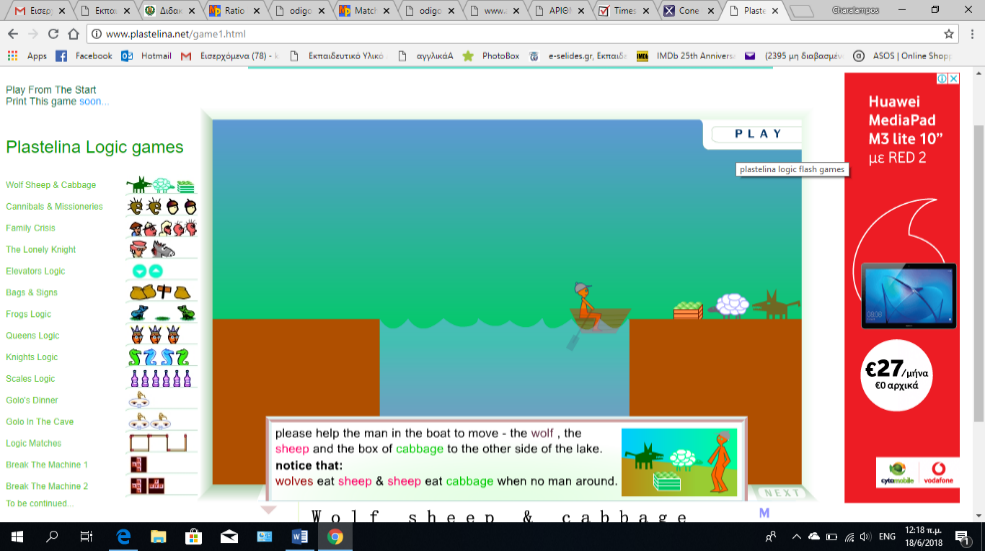 Εισερχ
Εκπα
Διδακ
Ratio
odigo
Match
odigo
www.
ΑΡΙΘΜ
Times
Cone
Plaste
Charalampos
www.plastelina.net/game1.html
Apps
Facebook
Hotmail
Εισερχόμενα (78) -
Εκπαιδευτικό Υλικό
αγγλικάΑ
PhotoBox
e-selides.gr, Εκπαιδε
IMDb 25th Annivers
(2395 μη διαβασμέν
ASOS | Online Shop
Play From The Start
Print This game soon...
Plastelina Logic games
Wolf Sheep & Cabbage
Cannibals & Missioneries
Family Crisis
The Lonely Knight
Elevators Logic
Bags & Signs
Frogs Logic
Queens Logic
Knights Logic
Scales Logic
Golo's Dinner
Golo In The Cave
Logic Matches
Break The Machine 1
Break The Machine 2
To be continued...
PLAY
plastelina logic flash games
please help the man in the boat to move - the wolf , the
sheep and the box of cabbage to the other side of the lake.
notice that:
wolves eat sheep & sheep eat cabbage when no man around.
NEXT
Wolf sheep & cabbage
M
Huawei
MediaPad
M3 lite 10”
με RED 2
€27/μήνα
€0 αρχικά
cytamobile
vodafone
ENG
12:18 π.μ.
18/6/2018
1